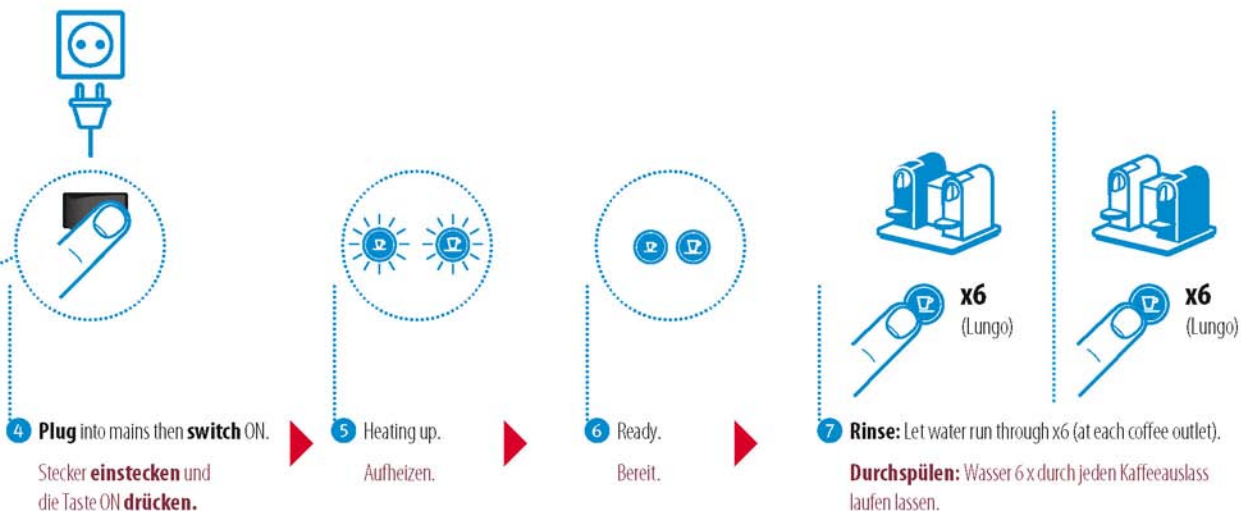 x6
(Lungo)
x6
(Lungo)
4 Plug into mains then switch ON.
Stecker einstecken und
die Taste ON drücken.
5 Heating up.
Aufheizen.
6 Ready.
Bereit.
7 Rinse: Let water run through x6 (at each coffee outlet).
Durchspülen: Wasser 6 x durch jeden Kaffeeauslass
laufen lassen.